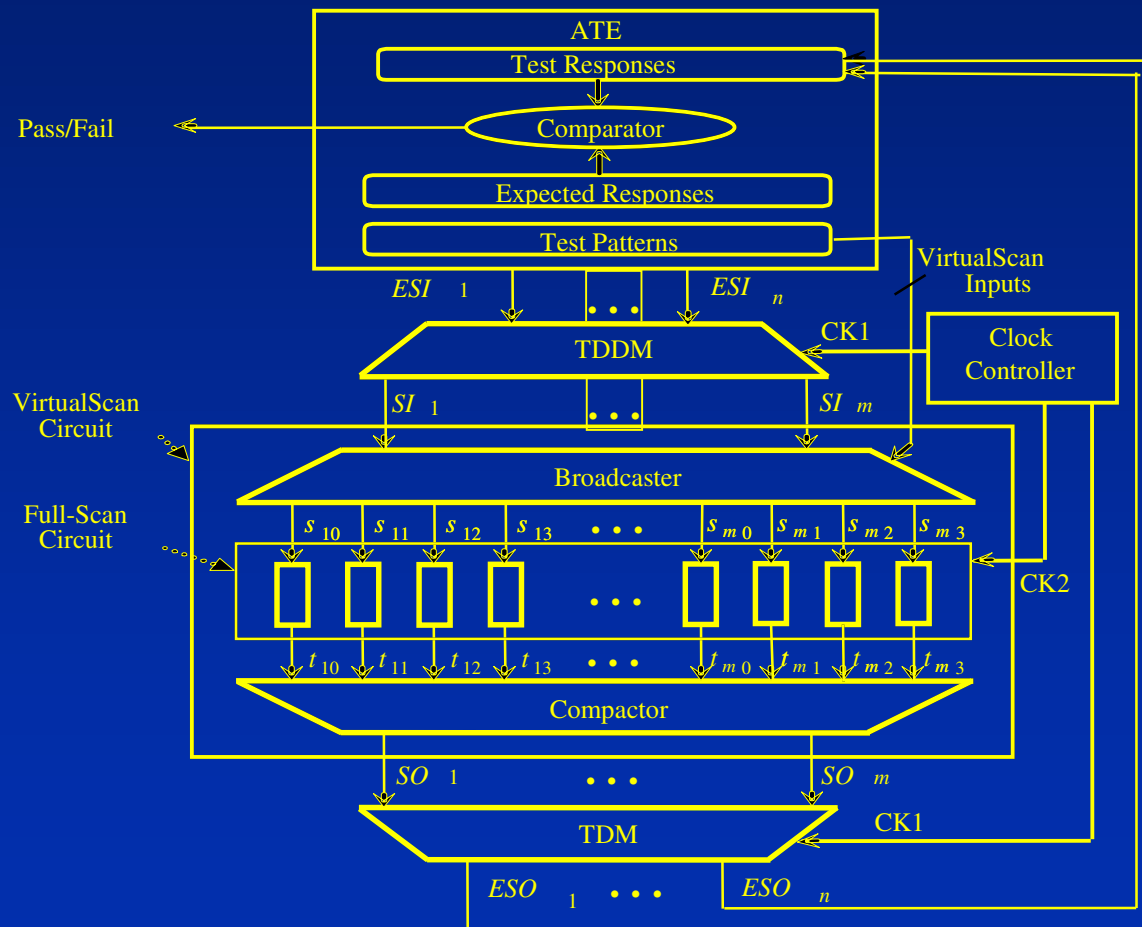 ATE
Test Responses
Pass/Fail
Comparator
Expected Responses
Test Patterns
VirtualScan
Inputs
ESI 1
• • •
ESI n
TDDM
CK1
Clock
Controller
SI 1
• • •
SI m
VirtualScan
Circuit
Broadcaster
Full-Scan
Circuit
s 10 s 11 s 12 s 13 • • • s m 0 s m 1 s m 2 s m 3
CK2
• • •
t 10 t 11 t 12 t 13 • • • t m 0 t m 1 t m 2 t m 3
Compactor
SO 1 • • • SO m
TDM
CK1
ESO 1 • • • ESO n